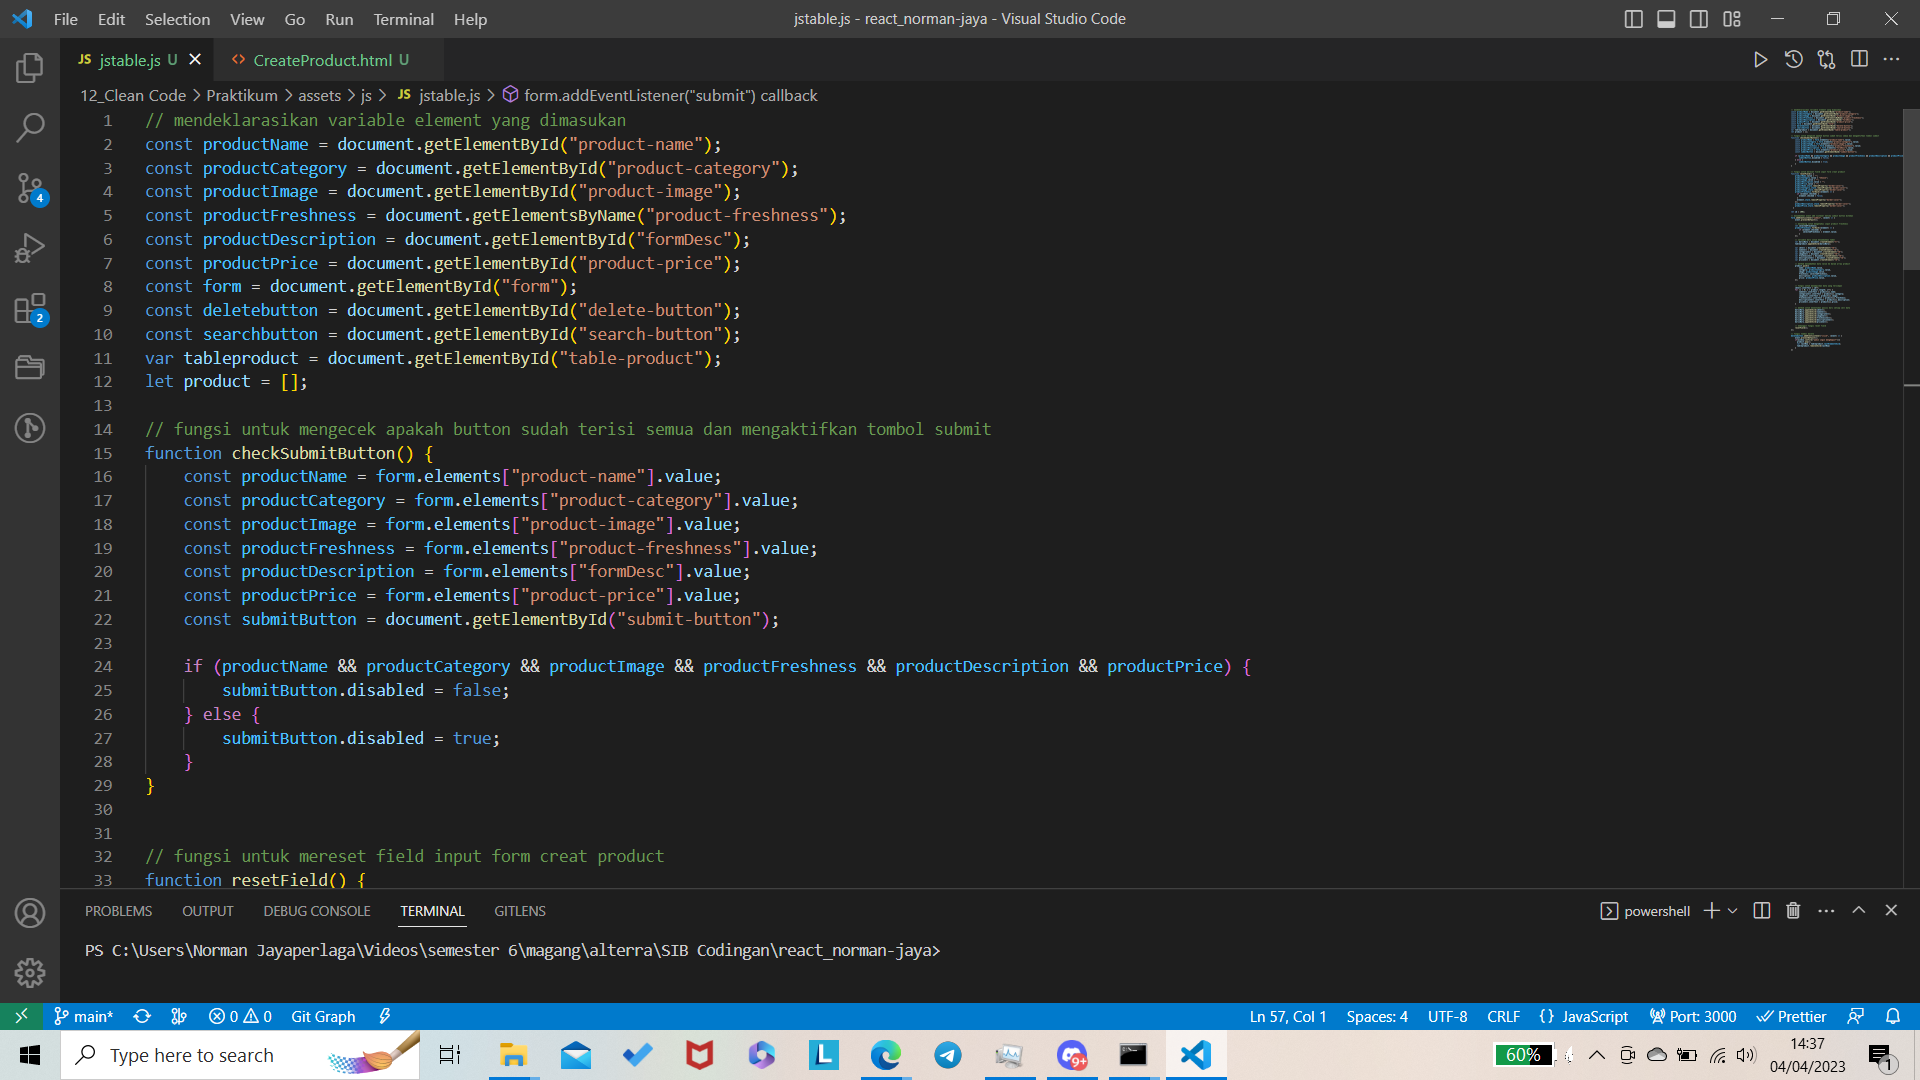 File Edit Selection View Go Run Terminal Help
jstable.js - react_norman-jaya - Visual Studio Code
JS jstable.js U
<> CreateProduct.html U
12_Clean Code > Praktikum > assets > js > JS jstable.js > form.addEventListener("submit") callback
1 // mendeklarasikan variable element yang dimasukan
2 const productName = document.getElementById("product-name");
3 const productCategory = document.getElementById("product-category");
4 const productImage = document.getElementById("product-image");
5 const productFreshness = document.getElementsByName("product-freshness");
6 const productDescription = document.getElementById("formDesc");
7 const productPrice = document.getElementById("product-price");
8 const form = document.getElementById("form");
9 const deletebutton = document.getElementById("delete-button");
10 const searchbutton = document.getElementById("search-button");
11 var tableproduct = document.getElementById("table-product");
12 let product = [];
13
14 // fungsi untuk mengecek apakah button sudah terisi semua dan mengaktifkan tombol submit
15 function checkSubmitButton() {
16     const productName = form.elements["product-name"].value;
17     const productCategory = form.elements["product-category"].value;
18     const productImage = form.elements["product-image"].value;
19     const productFreshness = form.elements["product-freshness"].value;
20     const productDescription = form.elements["formDesc"].value;
21     const productPrice = form.elements["product-price"].value;
22     const submitButton = document.getElementById("submit-button");
23
24     if (productName && productCategory && productImage && productFreshness && productDescription && productPrice) {
25         submitButton.disabled = false;
26     } else {
27         submitButton.disabled = true;
28     }
29 }
30
31
32 // fungsi untuk mereset field input form creat product
33 function resetField() {
4
2
PROBLEMS OUTPUT DEBUG CONSOLE TERMINAL GITLENS
powershell
PS C:\Users\Norman Jayaperlaga\Videos\semester 6\magang\alterra\SIB Codingan\react_norman-jaya>
main* 0 0 Git Graph
Ln 57, Col 1 Spaces: 4 UTF-8 CRLF {} JavaScript Port: 3000 Prettier
Type here to search
L
9+
60%
14:37
04/04/2023
1